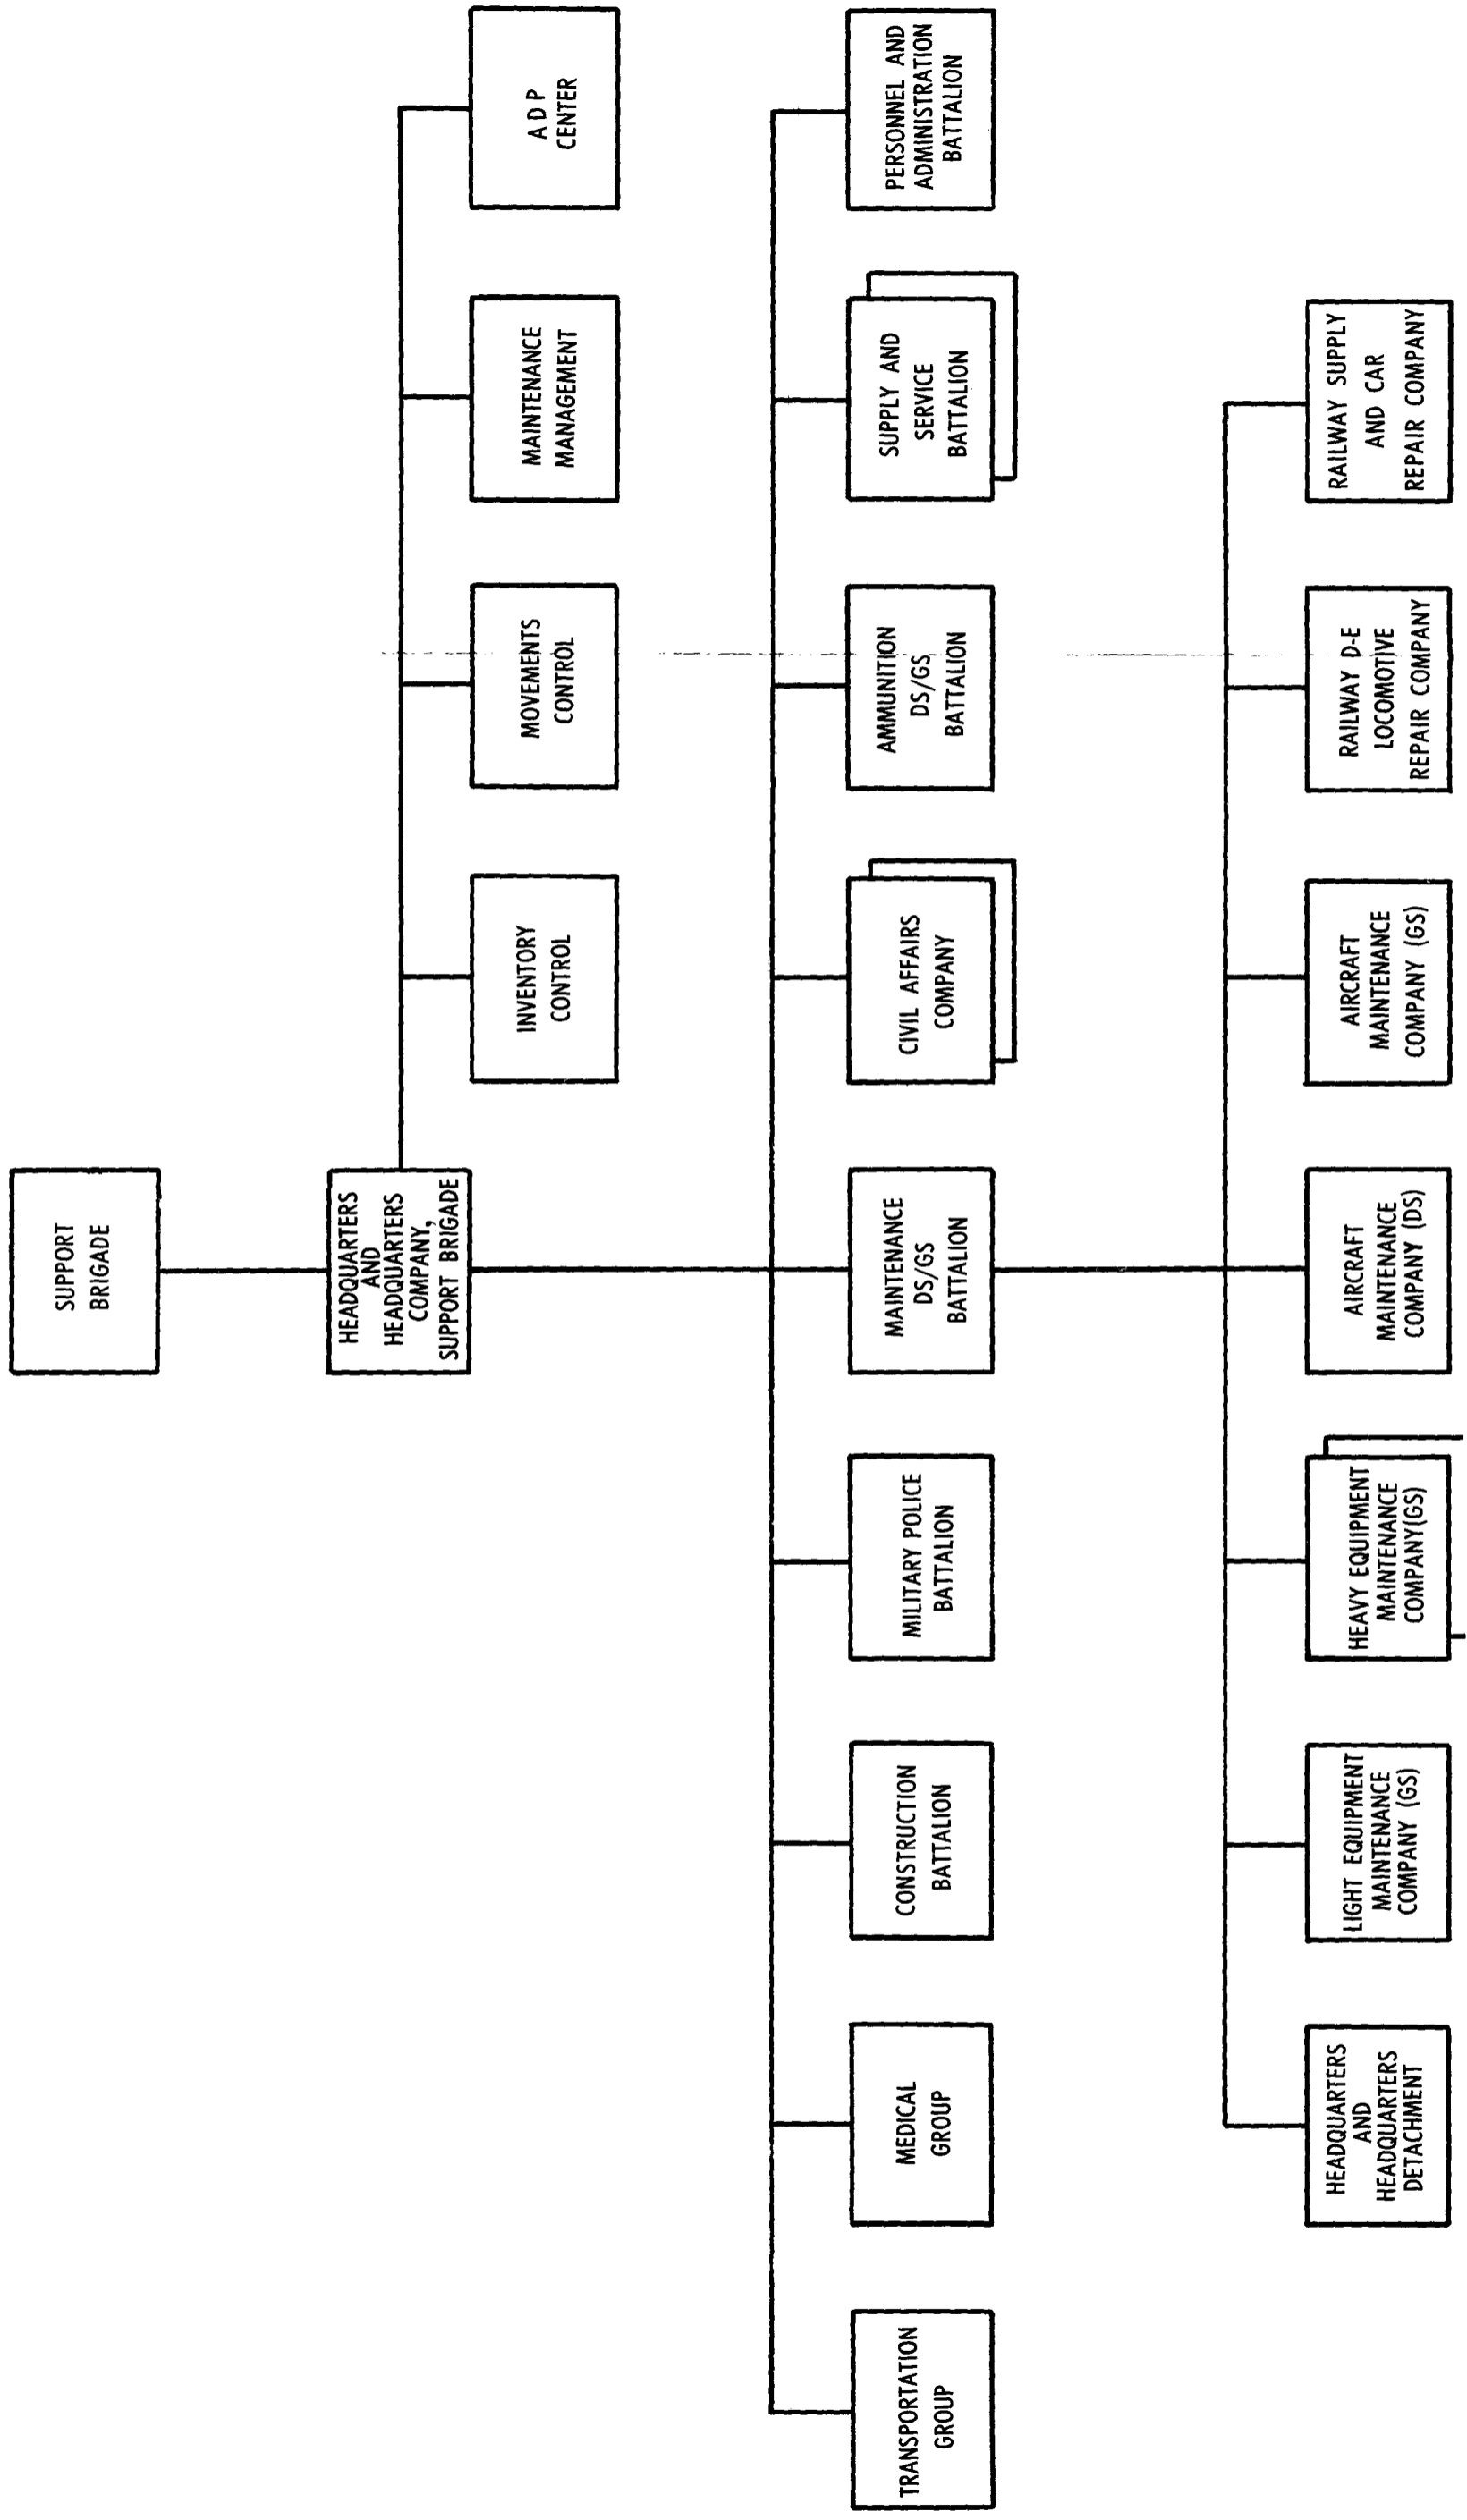 SUPPORT
BRIGADE
HEADQUARTERS
AND
HEADQUARTERS
COMPANY,
SUPPORT BRIGADE
INVENTORY
CONTROL
MOVEMENTS
CONTROL
MAINTENANCE
MANAGEMENT
A D P
CENTER
TRANSPORTATION
GROUP
MEDICAL
GROUP
CONSTRUCTION
BATTALION
MILITARY POLICE
BATTALION
MAINTENANCE
DS/GS
BATTALION
CIVIL AFFAIRS
COMPANY
AMMUNITION
DS/GS
BATTALION
SUPPLY AND
SERVICE
BATTALION
PERSONNEL AND
ADMINISTRATION
BATTALION
HEADQUARTERS
AND
HEADQUARTERS
DETACHMENT
LIGHT EQUIPMENT
MAINTENANCE
COMPANY (GS)
HEAVY EQUIPMENT
MAINTENANCE
COMPANY(GS)
AIRCRAFT
MAINTENANCE
COMPANY (DS)
AIRCRAFT
MAINTENANCE
COMPANY (GS)
RAILWAY D-E
LOCOMOTIVE
REPAIR COMPANY
RAILWAY SUPPLY
AND CAR
REPAIR COMPANY